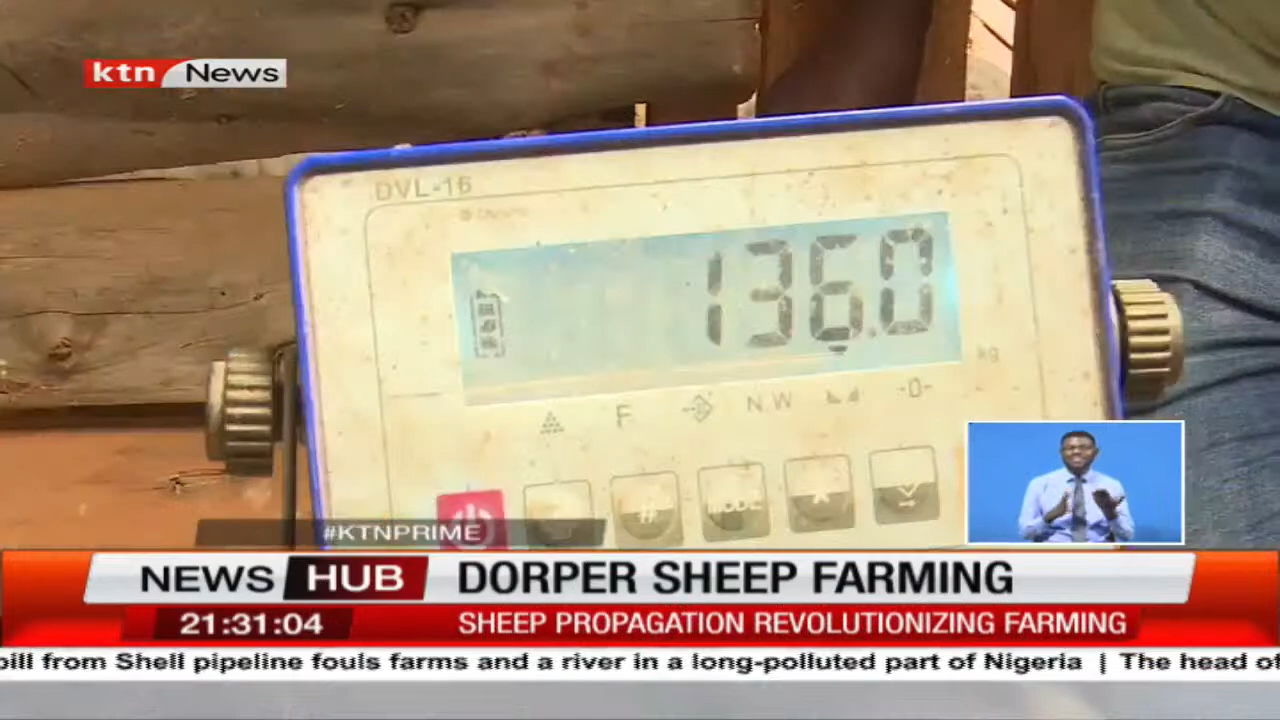 ktn News
DVL-16
136.0
kg
F
N W
-0-
#
MODE
#KTNPRIME
NEWS HUB
DORPER SHEEP FARMING
21:31:04
SHEEP PROPAGATION REVOLUTIONIZING FARMING
pill from Shell pipeline fouls farms and a river in a long-polluted part of Nigeria | The head of